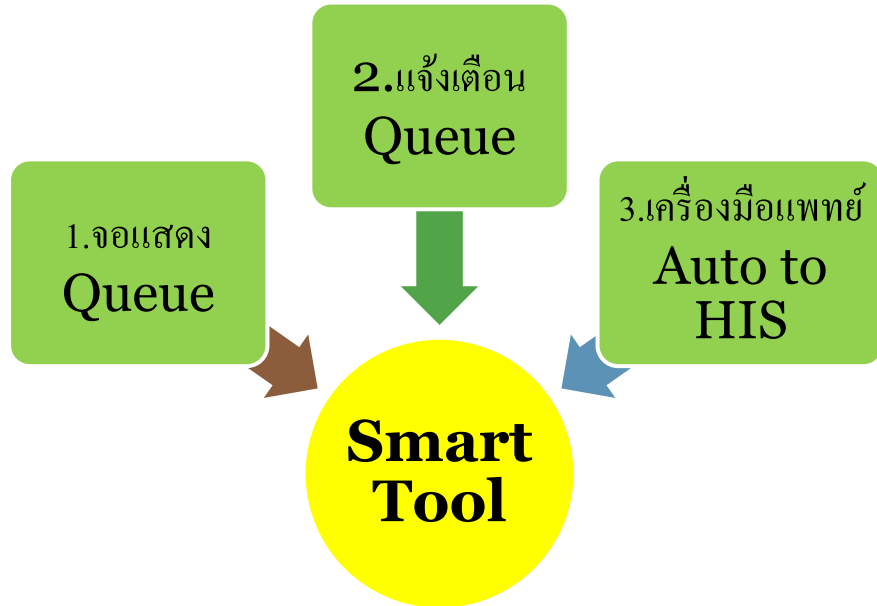 1.จอแสดง
Queue
2.แจ้งเตือน
Queue
3.เครื่องมือแพทย์
Auto to
HIS
Smart
Tool